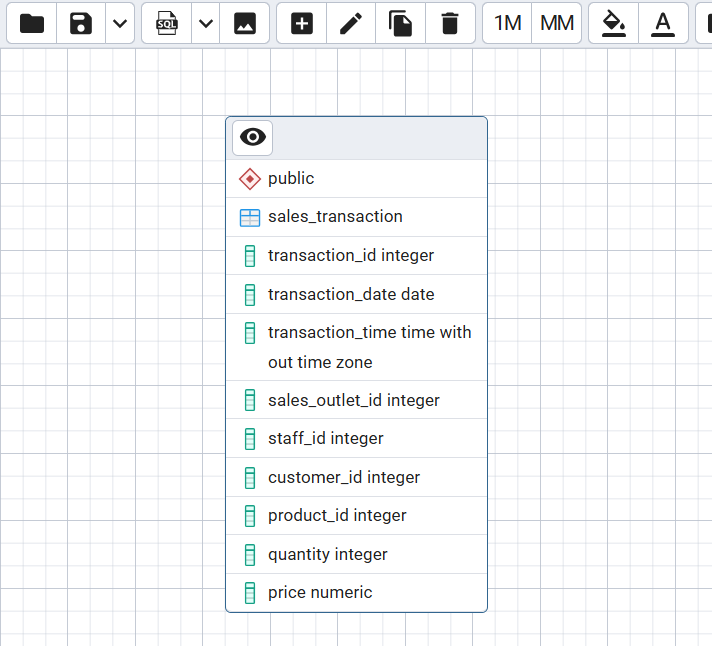 SQL
1M
MM
A
public
sales_transaction
transaction_id integer
transaction_date date
transaction_time time with
out time zone
sales_outlet_id integer
staff_id integer
customer_id integer
product_id integer
quantity integer
price numeric